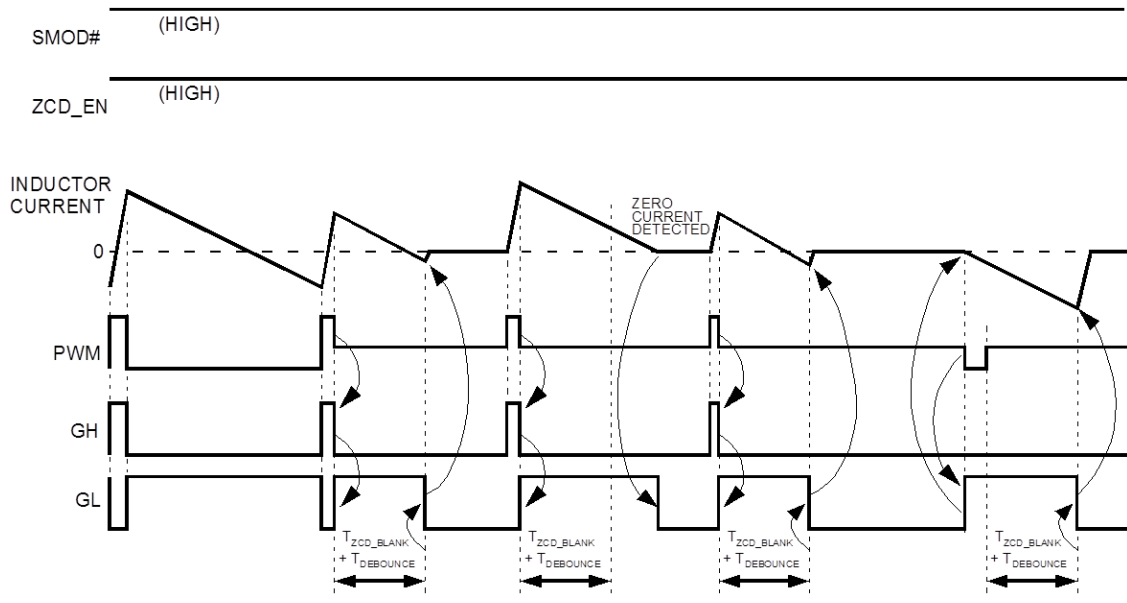 SMOD#
(HIGH)
ZCD_EN
(HIGH)
INDUCTOR
CURRENT
0
ZERO
CURRENT
DETECTED
PWM
GH
GL
TZCD_BLANK
+ TDEBOUNCE
TZCD_BLANK
+ TDEBOUNCE
TZCD_BLANK
+ TDEBOUNCE
TZCD_BLANK
+ TDEBOUNCE